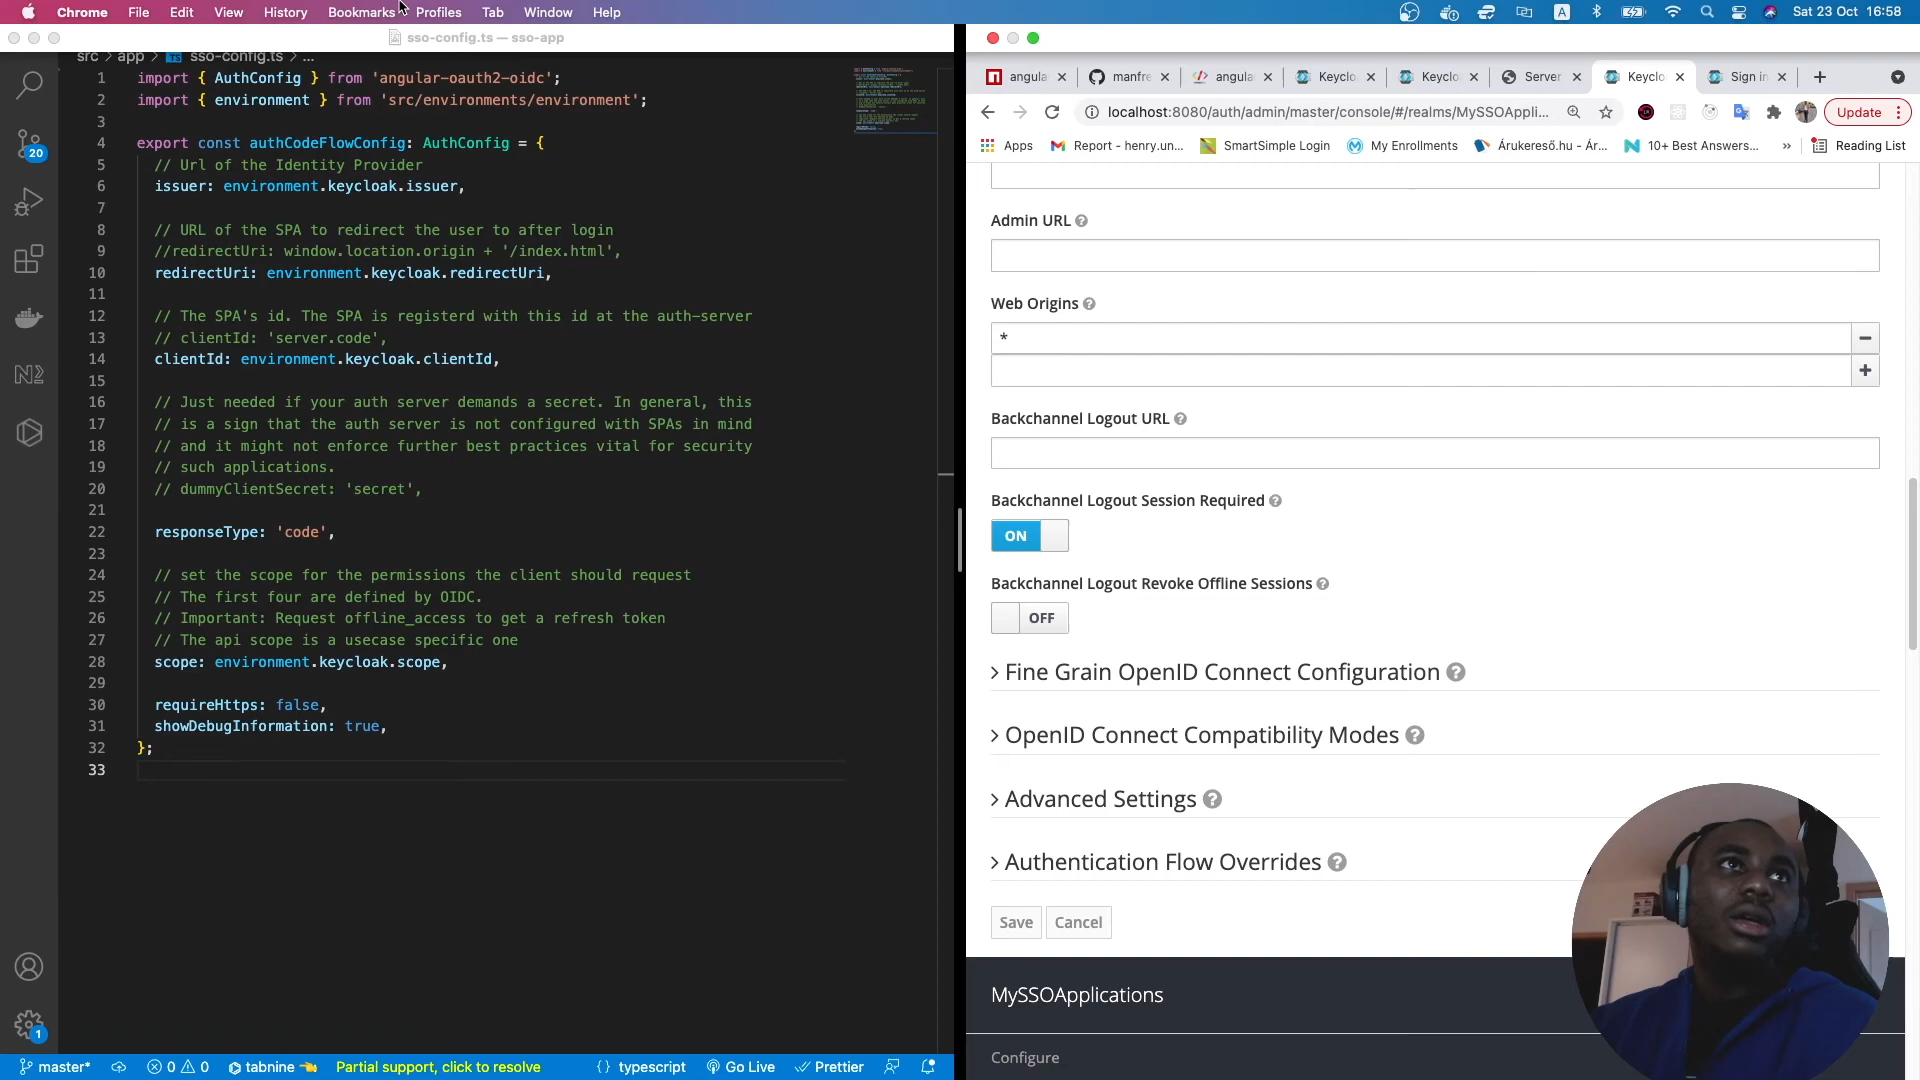 Chrome File Edit View History Bookmarks Profiles Tab Window Help
A
Sat 23 Oct 16:58
sso-config.ts — sso-app
src > app > TS sso-config.ts > ...
1 import { AuthConfig } from 'angular-oauth2-oidc';
2 import { environment } from 'src/environments/environment';
3
4 export const authCodeFlowConfig: AuthConfig = {
5 // Url of the Identity Provider
6 issuer: environment.keycloak.issuer,
7
8 // URL of the SPA to redirect the user to after login
9 //redirectUri: window.location.origin + '/index.html',
10 redirectUri: environment.keycloak.redirectUri,
11
12 // The SPA's id. The SPA is registerd with this id at the auth-server
13 // clientId: 'server.code',
14 clientId: environment.keycloak.clientId,
15
16 // Just needed if your auth server demands a secret. In general, this
17 // is a sign that the auth server is not configured with SPAs in mind
18 // and it might not enforce further best practices vital for security
19 // such applications.
20 // dummyClientSecret: 'secret',
21
22 responseType: 'code',
23
24 // set the scope for the permissions the client should request
25 // The first four are defined by OIDC.
26 // Important: Request offline_access to get a refresh token
27 // The api scope is a usecase specific one
28 scope: environment.keycloak.scope,
29
30 requireHttps: false,
31 showDebugInformation: true,
32 };
33
20
1
master* 0 0 tabnine Partial support, click to resolve {} typescript Go Live Prettier
angula manfre angula Keyclo Keyclo Server Keyclo Sign in
localhost:8080/auth/admin/master/console/#/realms/MySSOAppli...
Update
Apps Report - henry.un... SmartSimple Login My Enrollments Árukereső.hu - Ár... 10+ Best Answers... » Reading List
Admin URL
Web Origins
*
Backchannel Logout URL
Backchannel Logout Session Required
ON
Backchannel Logout Revoke Offline Sessions
OFF
Fine Grain OpenID Connect Configuration
OpenID Connect Compatibility Modes
Advanced Settings
Authentication Flow Overrides
Save Cancel
MySSOApplications
Configure